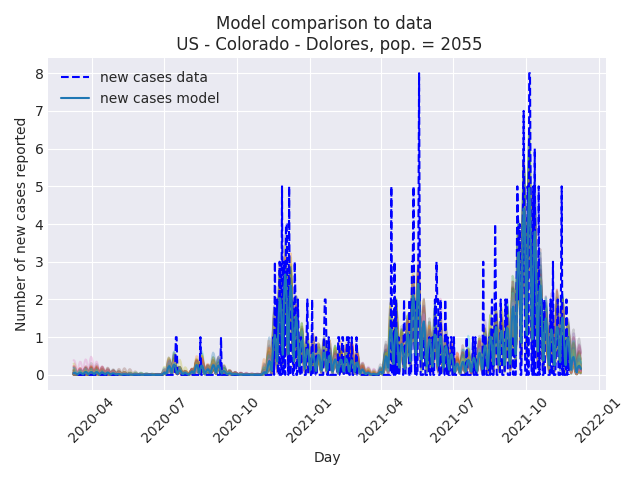 Model comparison to data
US - Colorado - Dolores, pop. = 2055
new cases data
new cases model
Number of new cases reported
8
7
6
5
4
3
2
1
0
2020-04
2020-07
2020-10
2021-01
2021-04
2021-07
2021-10
2022-01
Day